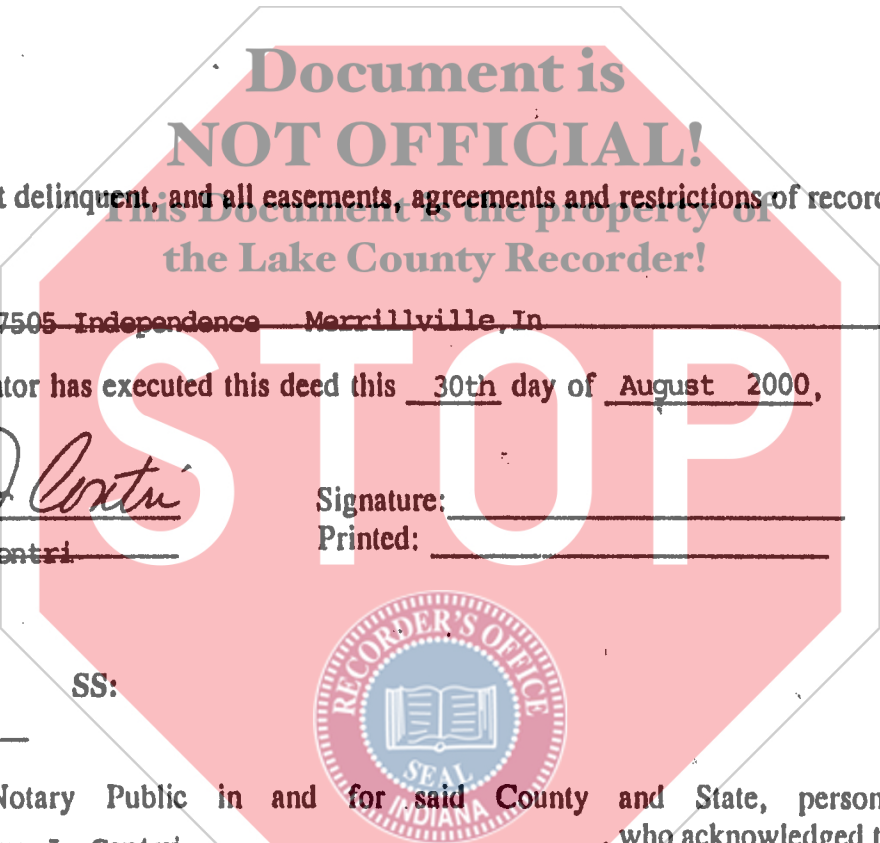 Document is
NOT OFFICIAL!
t delinquent, and all easements, agreements and restrictions of record
This Document is the property of
the Lake County Recorder!
7505 Independence Merrillville, In
ator has executed this deed this 30th day of August 2000,
STOP
J Contri
Signature:
ontri
Printed:
RECORDER'S OFFICE
SEAL
INDIANA
SS:
Notary Public in and for said County and State, person
J. Contri , who acknowledged t